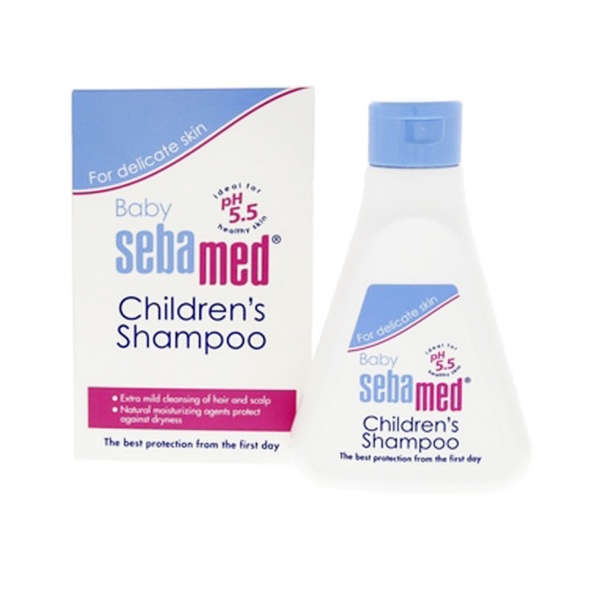 For delicate skin
ideal for
pH
5.5
healthy skin
Baby
sebamed®
Children's
Shampoo
• Extra mild cleansing of hair and scalp
• Natural moisturizing agents protect
against dryness
The best protection from the first day
For delicate skin
ideal for
pH
5.5
healthy skin
Baby
sebamed®
Children's
Shampoo
The best protection from the first day